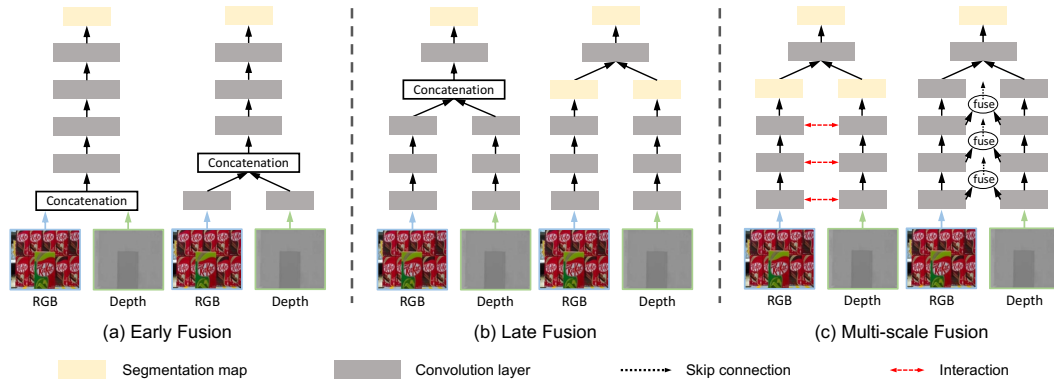 Concatenation
Concatenation
Concatenation
fuse
fuse
fuse
RGB Depth RGB Depth RGB Depth RGB Depth RGB Depth RGB Depth
(a) Early Fusion (b) Late Fusion (c) Multi-scale Fusion
Segmentation map Convolution layer Skip connection Interaction